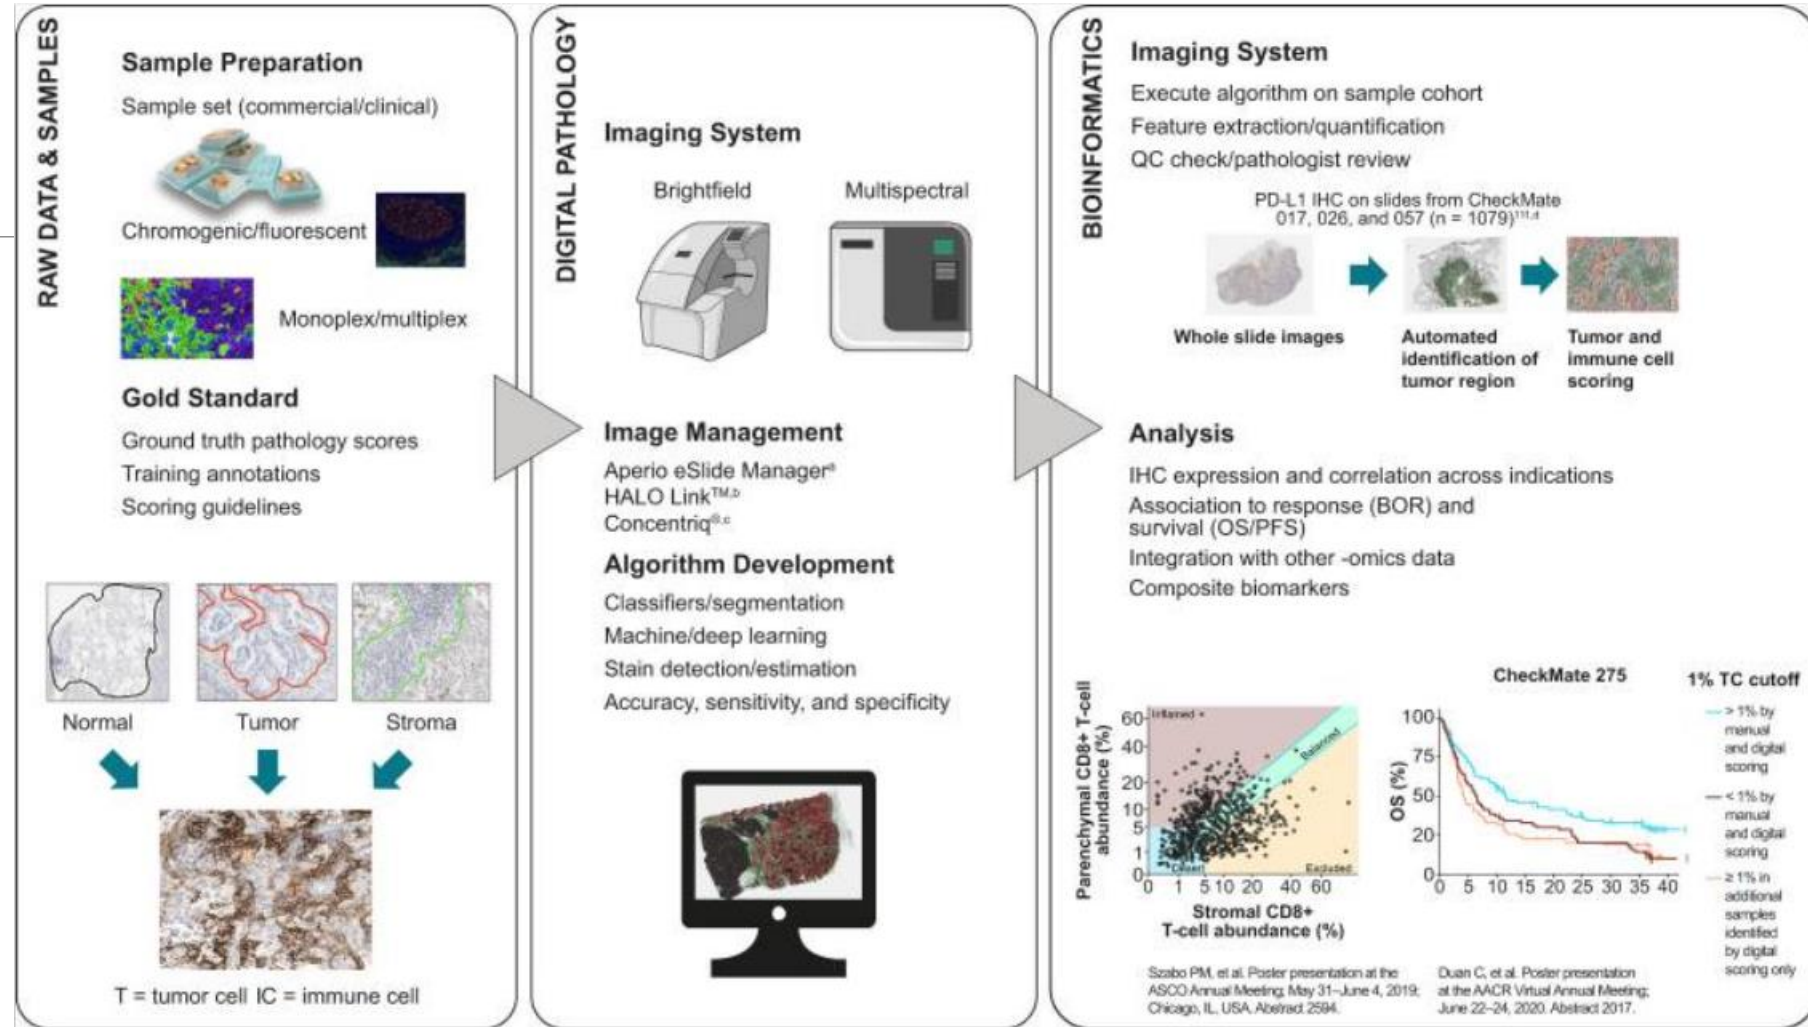 RAW DATA & SAMPLES
Sample Preparation
Sample set (commercial/clinical)
Chromogenic/fluorescent
Monoplex/multiplex
Gold Standard
Ground truth pathology scores
Training annotations
Scoring guidelines
Normal
Tumor
Stroma
T = tumor cell IC = immune cell
DIGITAL PATHOLOGY
Imaging System
Brightfield
Multispectral
Image Management
Aperio eSlide Managerᵃ
HALO Link™,ᵇ
Concentriq®,ᶜ
Algorithm Development
Classifiers/segmentation
Machine/deep learning
Stain detection/estimation
Accuracy, sensitivity, and specificity
BIOINFORMATICS
Imaging System
Execute algorithm on sample cohort
Feature extraction/quantification
QC check/pathologist review
PD-L1 IHC on slides from CheckMate
017, 026, and 057 (n = 1079)
Whole slide images
Automated
identification of
tumor region
Tumor and
immune cell
scoring
Analysis
IHC expression and correlation across indications
Association to response (BOR) and
survival (OS/PFS)
Integration with other -omics data
Composite biomarkers
Parenchymal CD8+ T-cell
abundance (%)
60
40
20
10
5
1
0
Inflamed
Balanced
Desert
Excluded
0 1 5 10 20 40 60
Stromal CD8+
T-cell abundance (%)
Szabo PM, et al. Poster presentation at the
ASCO Annual Meeting; May 31–June 4, 2019;
Chicago, IL, USA. Abstract 2594.
CheckMate 275
OS (%)
100
75
50
20
0
0 5 10 15 20 25 30 35 40
1% TC cutoff
> 1% by
manual
and digital
scoring
< 1% by
manual
and digital
scoring
≥ 1% in
additional
samples
identified
by digital
scoring only
Duan C, et al. Poster presentation
at the AACR Virtual Annual Meeting;
June 22–24, 2020. Abstract 2017.